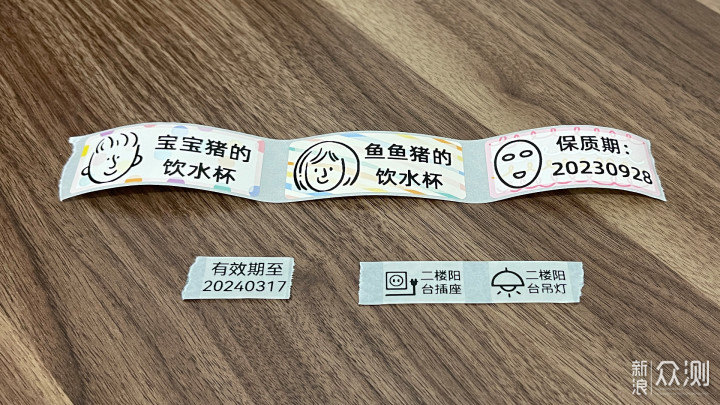 宝宝猪的
饮水杯
鱼鱼猪的
饮水杯
保质期：
20230928
有效期至
20240317
二楼阳
台插座
二楼阳
台吊灯
新浪众测